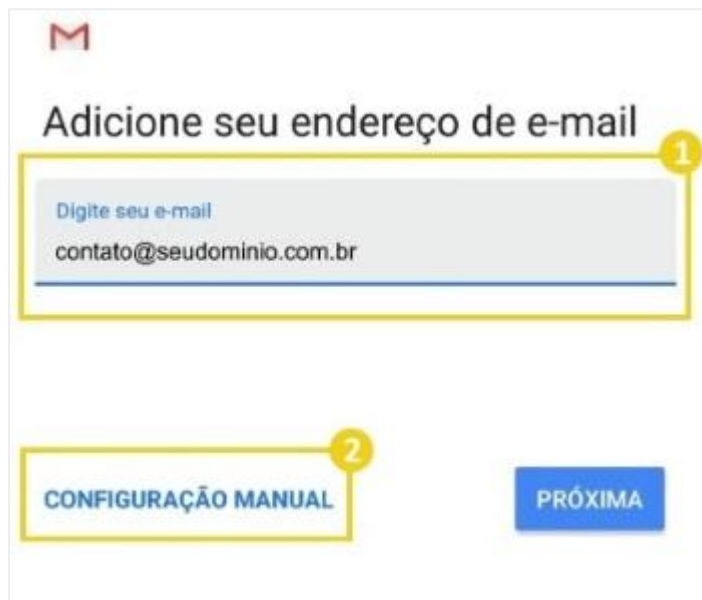 Adicione seu endereço de e-mail
1
Digite seu e-mail
contato@seudominio.com.br
2
CONFIGURAÇÃO MANUAL
PRÓXIMA